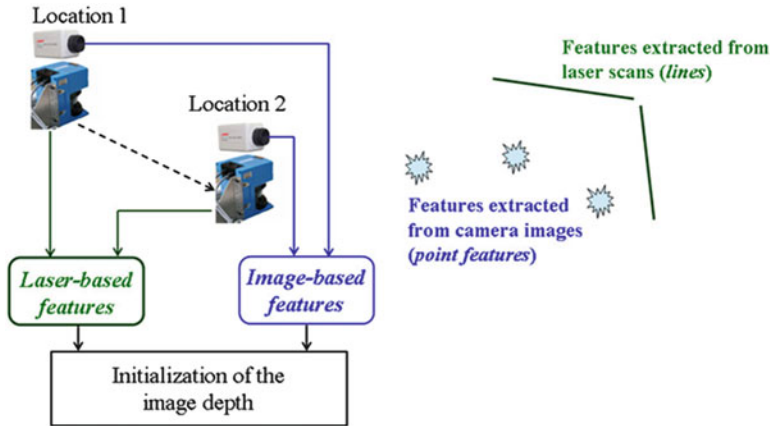 Location 1
Location 2
Laser-based
features
Image-based
features
Initialization of the
image depth
Features extracted from
laser scans (lines)
Features extracted
from camera images
(point features)